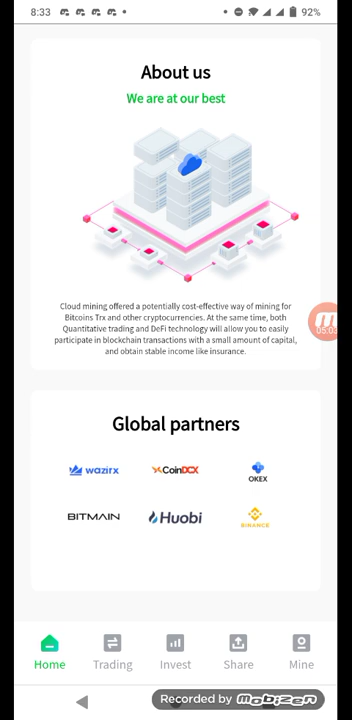 8:33
92%
About us
We are at our best
Cloud mining offered a potentially cost-effective way of mining for
Bitcoins Trx and other cryptocurrencies. At the same time, both
Quantitative trading and DeFi technology will allow you to easily
participate in blockchain transactions with a small amount of capital,
and obtain stable income like insurance.
05:03
Global partners
wazirx CoinDCX OKEX
BITMAIN Huobi BINANCE
Home Trading Invest Share Mine
Recorded by mobizen